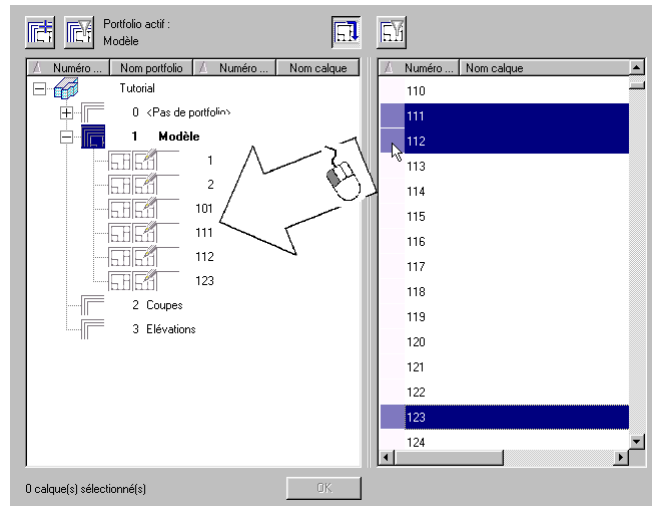 Portfolio actif :
Modèle
Numéro ... Nom portfolio Numéro ... Nom calque
Tutorial
0 <Pas de portfolio>
1 Modèle
1
2
101
111
112
123
2 Coupes
3 Elévations
Numéro ... Nom calque
110
111
112
113
114
115
116
117
118
119
120
121
122
123
124
0 calque(s) sélectionné(s)
OK